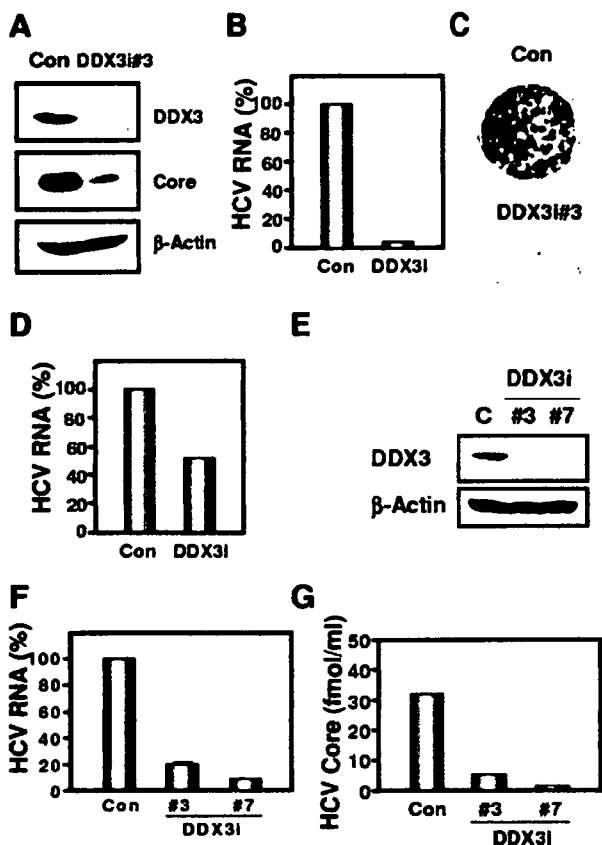 A
Con DDX3i#3
DDX3
Core
β-Actin
B
HCV RNA (%)
100
80
60
40
20
0
Con DDX3i
C
Con
DDX3i#3
D
HCV RNA (%)
100
80
60
40
20
0
Con DDX3i
E
DDX3i
C #3 #7
DDX3
β-Actin
F
HCV RNA (%)
100
80
60
40
20
0
Con #3 #7
DDX3i
G
HCV Core (fmol/ml)
50
40
30
20
10
0
Con #3 #7
DDX3i